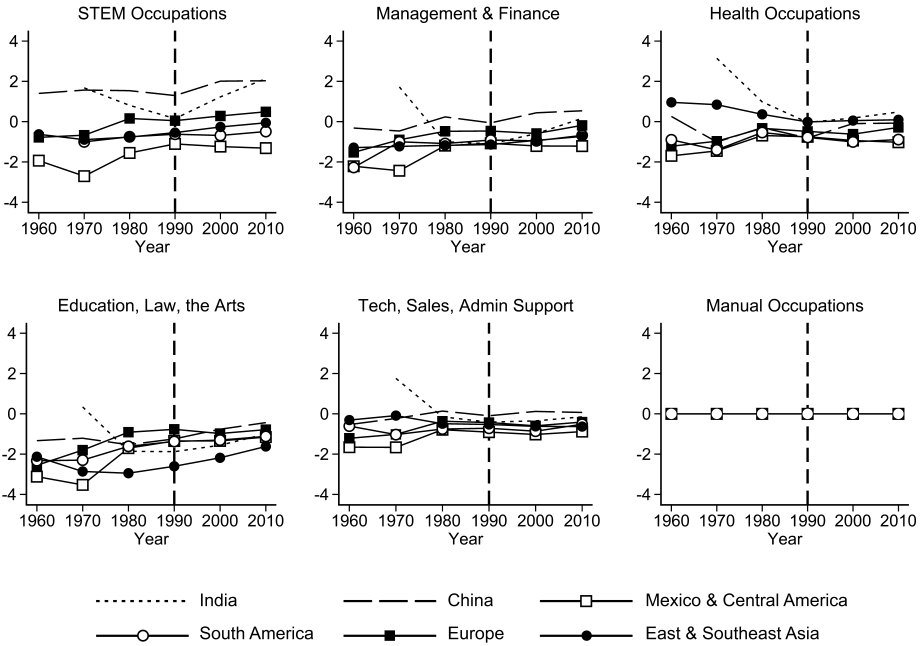 STEM Occupations Management & Finance Health Occupations
4 4 4
2 2 2
0 0 0
-2 -2 -2
-4 -4 -4
1960 1970 1980 1990 2000 2010 1960 1970 1980 1990 2000 2010 1960 1970 1980 1990 2000 2010
Year Year Year
Education, Law, the Arts Tech, Sales, Admin Support Manual Occupations
4 4 4
2 2 2
0 0 0
-2 -2 -2
-4 -4 -4
1960 1970 1980 1990 2000 2010 1960 1970 1980 1990 2000 2010 1960 1970 1980 1990 2000 2010
Year Year Year
India China Mexico & Central America
South America Europe East & Southeast Asia